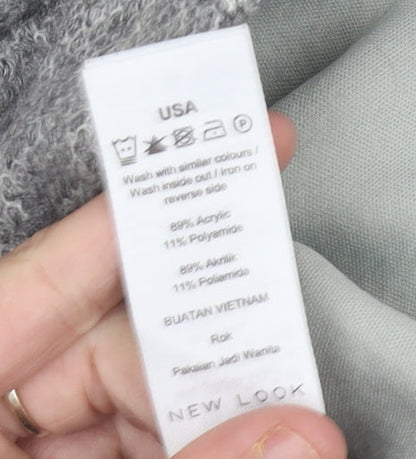 USA
P
Wash with similar colours /
Wash inside out / Iron on
reverse side
89% Acrylic
11% Polyamide
89% Akrilik
11% Poliamida
BUATAN VIETNAM
Rok
Pakaian Jadi Wanita
NEW LOOK